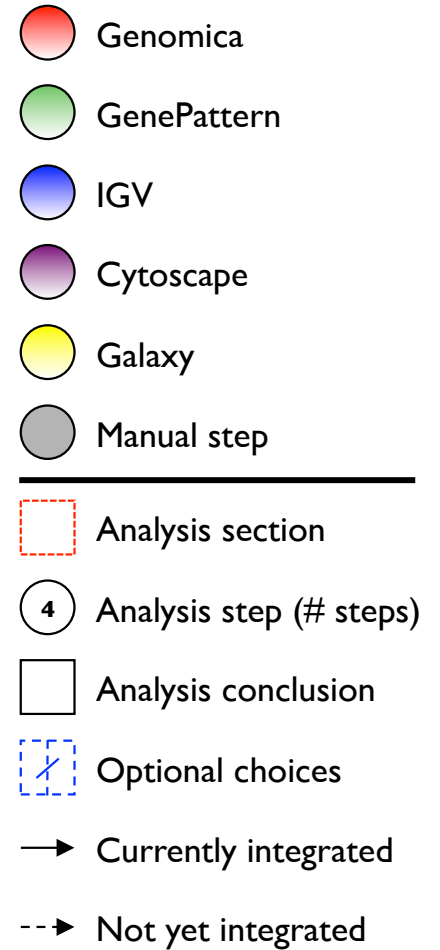 Genomica
GenePattern
IGV
Cytoscape
Galaxy
Manual step
Analysis section
4 Analysis step (# steps)
Analysis conclusion
Optional choices
Currently integrated
Not yet integrated